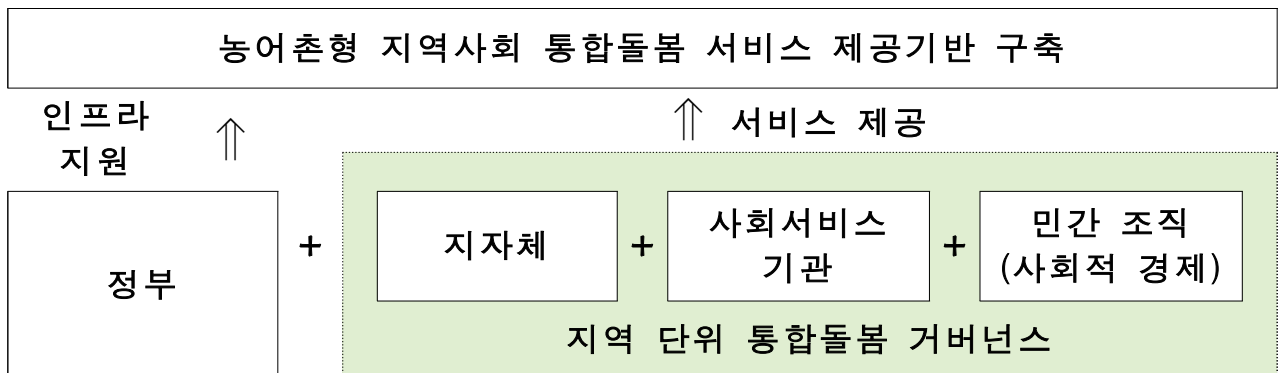 농어촌형 지역사회 통합돌봄 서비스 제공기반 구축
인프라
지원
⇑
⇑ 서비스 제공
정부
+
지자체
+
사회서비스
기관
+
민간 조직
(사회적 경제)
지역 단위 통합돌봄 거버넌스